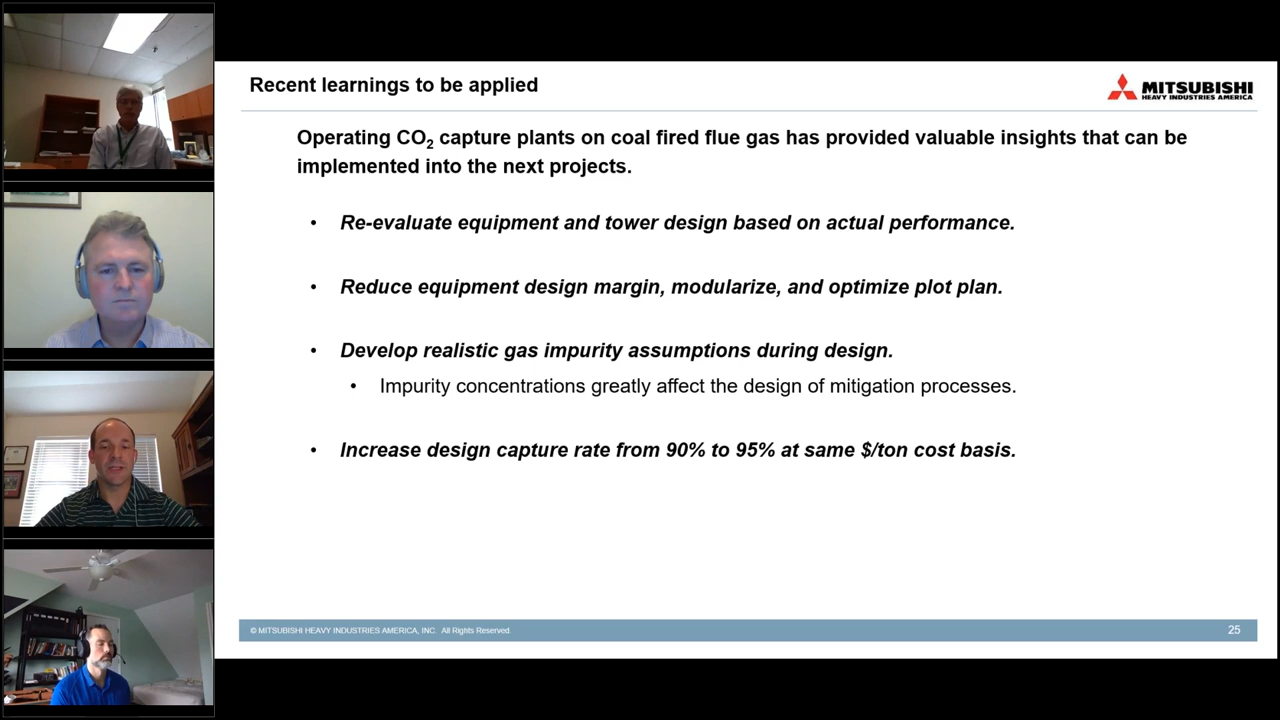 Recent learnings to be applied
MITSUBISHI
HEAVY INDUSTRIES AMERICA
Operating CO₂ capture plants on coal fired flue gas has provided valuable insights that can be
implemented into the next projects.
• Re-evaluate equipment and tower design based on actual performance.
• Reduce equipment design margin, modularize, and optimize plot plan.
• Develop realistic gas impurity assumptions during design.
• Impurity concentrations greatly affect the design of mitigation processes.
• Increase design capture rate from 90% to 95% at same $/ton cost basis.
© MITSUBISHI HEAVY INDUSTRIES AMERICA, INC. All Rights Reserved.
25